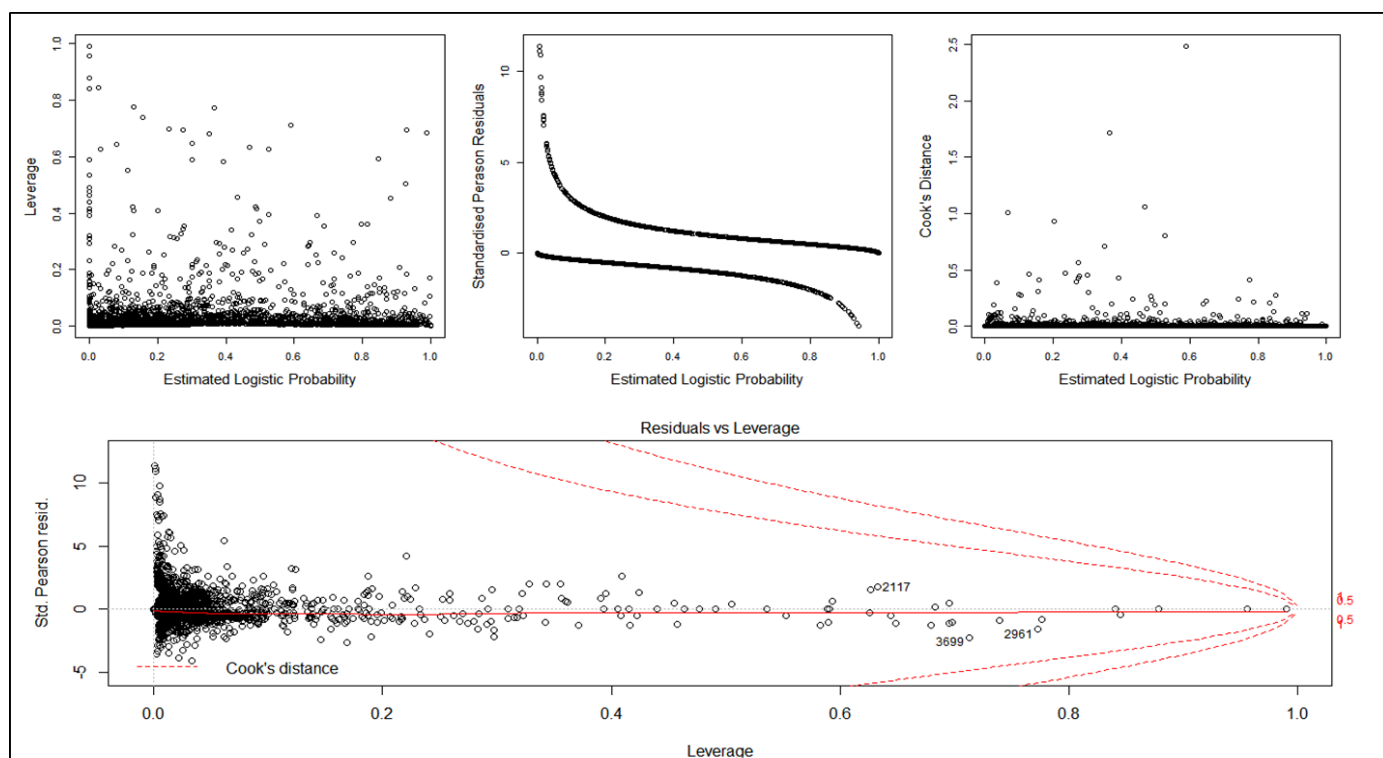 1.0
0.8
0.6
0.4
0.2
0.0
Leverage
0.0 0.2 0.4 0.6 0.8 1.0
Estimated Logistic Probability
10
5
0
Standardised Perason Residuals
0.0 0.2 0.4 0.6 0.8 1.0
Estimated Logistic Probability
2.5
2.0
1.5
1.0
0.5
0.0
Cook's Distance
0.0 0.2 0.4 0.6 0.8 1.0
Estimated Logistic Probability
Residuals vs Leverage
10
5
0
-5
Std. Pearson resid.
2117
3699
2961
1
0.5
0.5
1
Cook's distance
0.0 0.2 0.4 0.6 0.8 1.0
Leverage